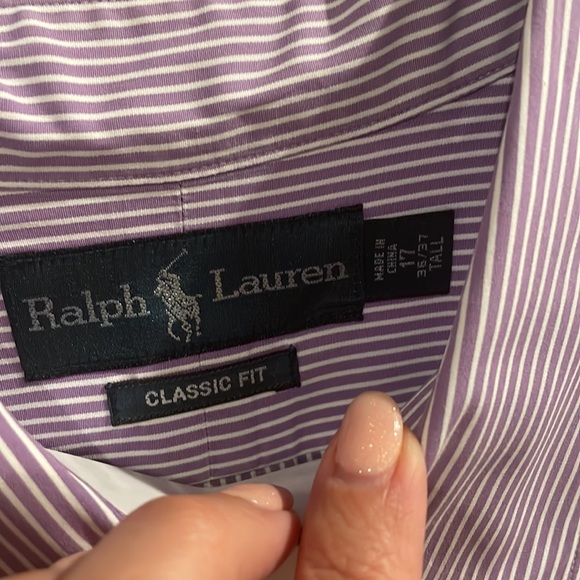 Ralph Lauren
MADE IN
CHINA
17
36/37
TALL
CLASSIC FIT